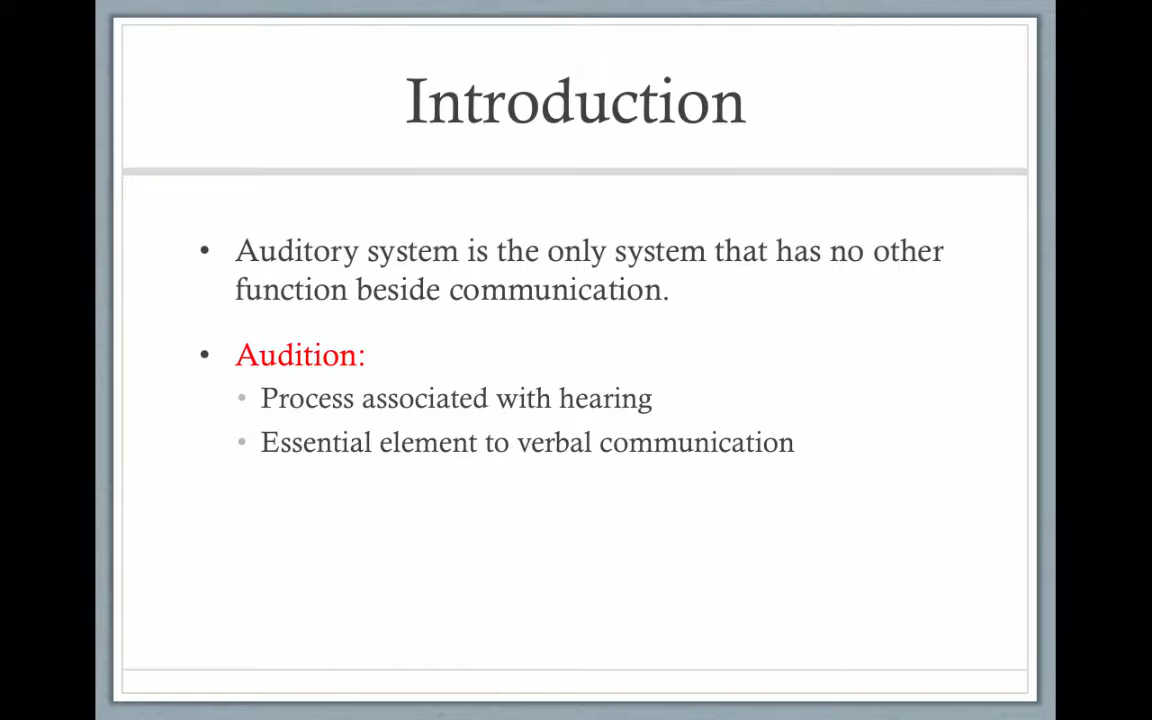 Introduction
• Auditory system is the only system that has no other
function beside communication.
• Audition:
• Process associated with hearing
• Essential element to verbal communication